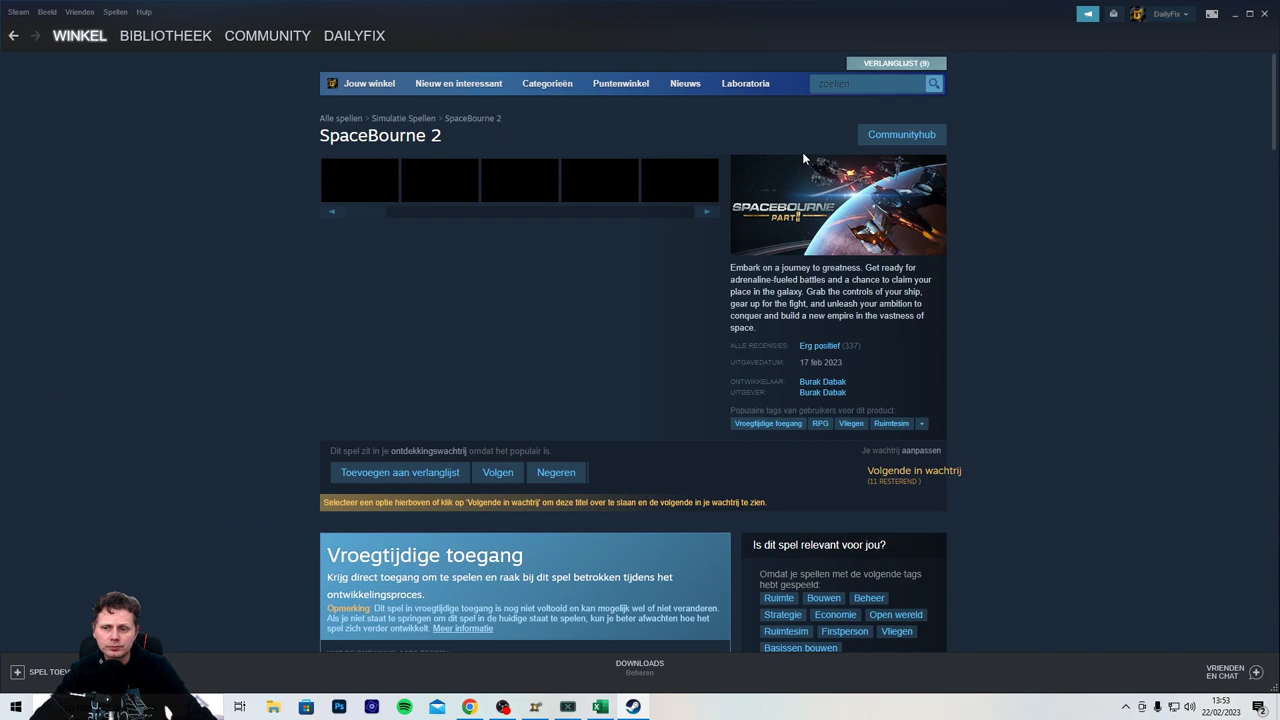 Steam Beeld Vrienden Spellen Hulp
DailyFix
WINKEL BIBLIOTHEEK COMMUNITY DAILYFIX
VERLANGLIJST (9)
Jouw winkel Nieuw en interessant Categorieën Puntenwinkel Nieuws Laboratoria zoeken
Alle spellen > Simulatie Spellen > SpaceBourne 2
SpaceBourne 2
Communityhub
SPACEBOURNE
PART II
Embark on a journey to greatness. Get ready for
adrenaline-fueled battles and a chance to claim your
place in the galaxy. Grab the controls of your ship,
gear up for the fight, and unleash your ambition to
conquer and build a new empire in the vastness of
space.
ALLE RECENSIES: Erg positief (337)
UITGAVEDATUM: 17 feb 2023
ONTWIKKELAAR: Burak Dabak
UITGEVER: Burak Dabak
Populaire tags van gebruikers voor dit product:
Vroegtijdige toegang RPG Vliegen Ruimtesim +
Dit spel zit in je ontdekkingswachtrij omdat het populair is.
Je wachtrij aanpassen
Toevoegen aan verlanglijst Volgen Negeren
Volgende in wachtrij
(11 RESTEREND )
Selecteer een optie hierboven of klik op 'Volgende in wachtrij' om deze titel over te slaan en de volgende in je wachtrij te zien.
Vroegtijdige toegang
Krijg direct toegang om te spelen en raak bij dit spel betrokken tijdens het
ontwikkelingsproces.
Opmerking: Dit spel in vroegtijdige toegang is nog niet voltooid en kan mogelijk wel of niet veranderen.
Als je niet staat te springen om dit spel in de huidige staat te spelen, kun je beter afwachten hoe het
spel zich verder ontwikkelt. Meer informatie
Is dit spel relevant voor jou?
Omdat je spellen met de volgende tags
hebt gespeeld:
Ruimte Bouwen Beheer
Strategie Economie Open wereld
Ruimtesim Firstperson Vliegen
Basissen bouwen
SPEL TOEV
DOWNLOADS
Beheren
VRIENDEN
EN CHAT
13:53
22/02/2023